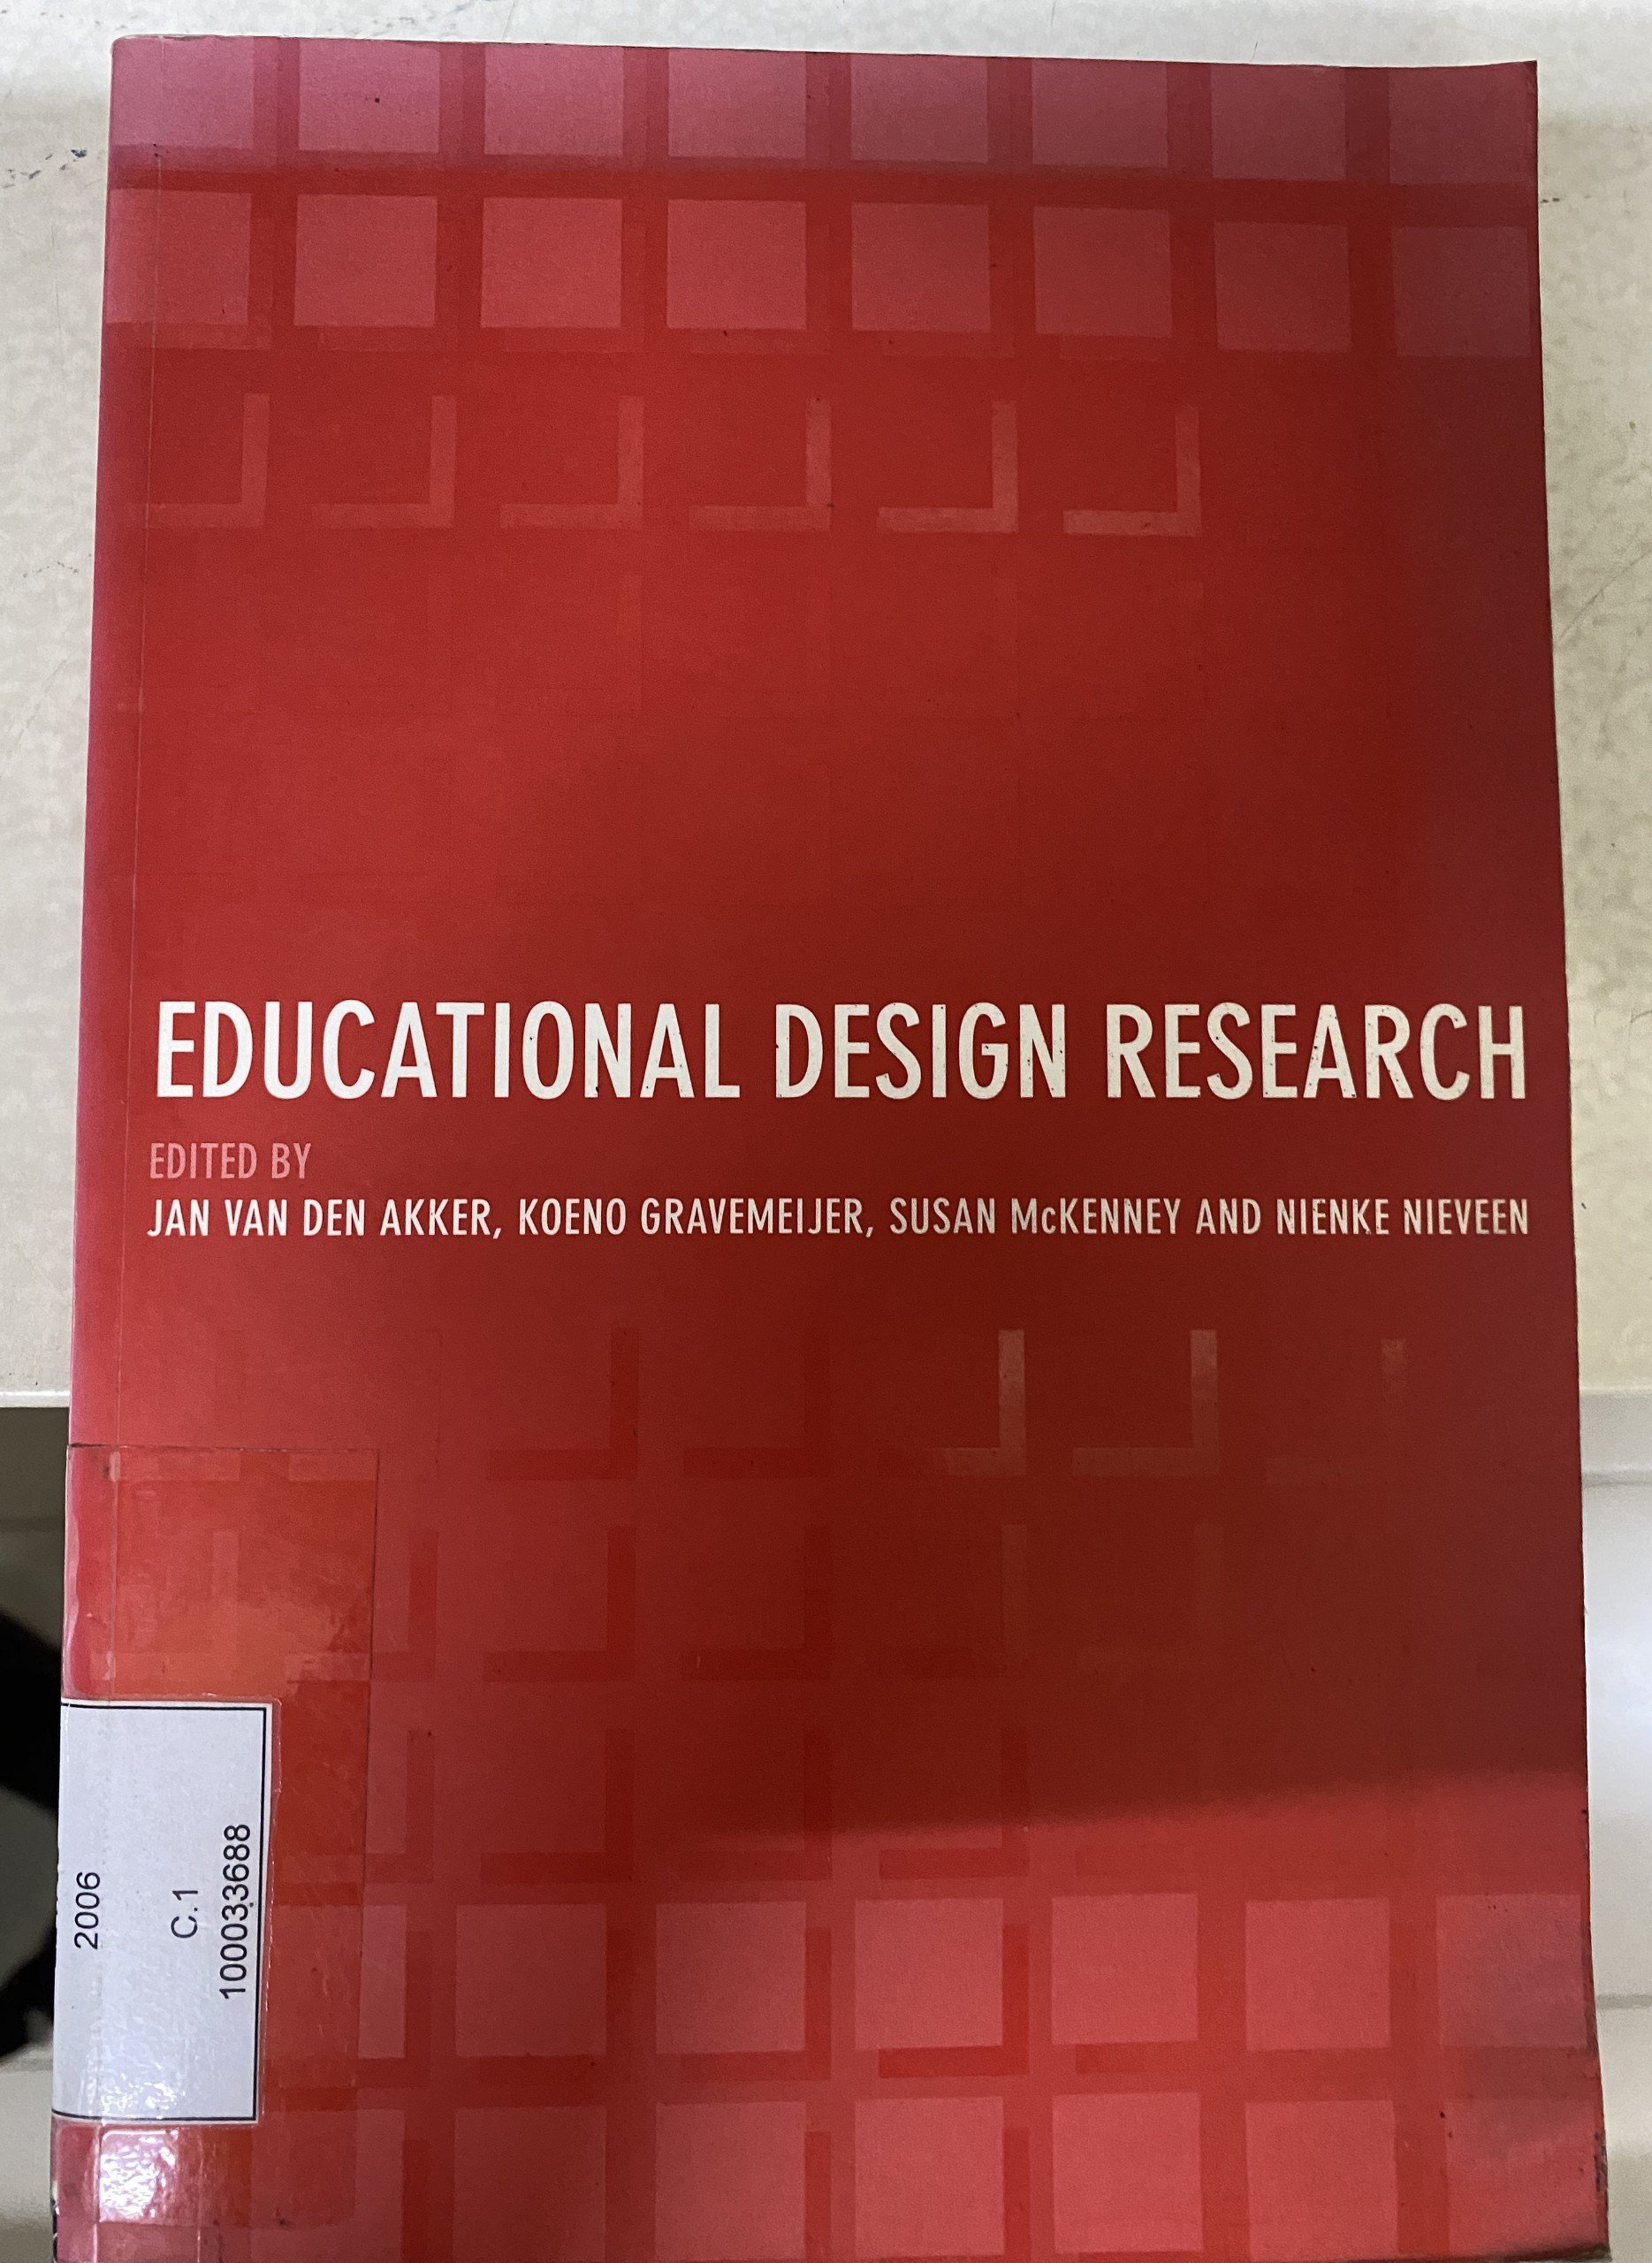 EDUCATIONAL DESIGN RESEARCH
EDITED BY
JAN VAN DEN AKKER, KOENO GRAVEMEIJER, SUSAN McKENNEY AND NIENKE NIEVEEN
2006
C.1
100033688